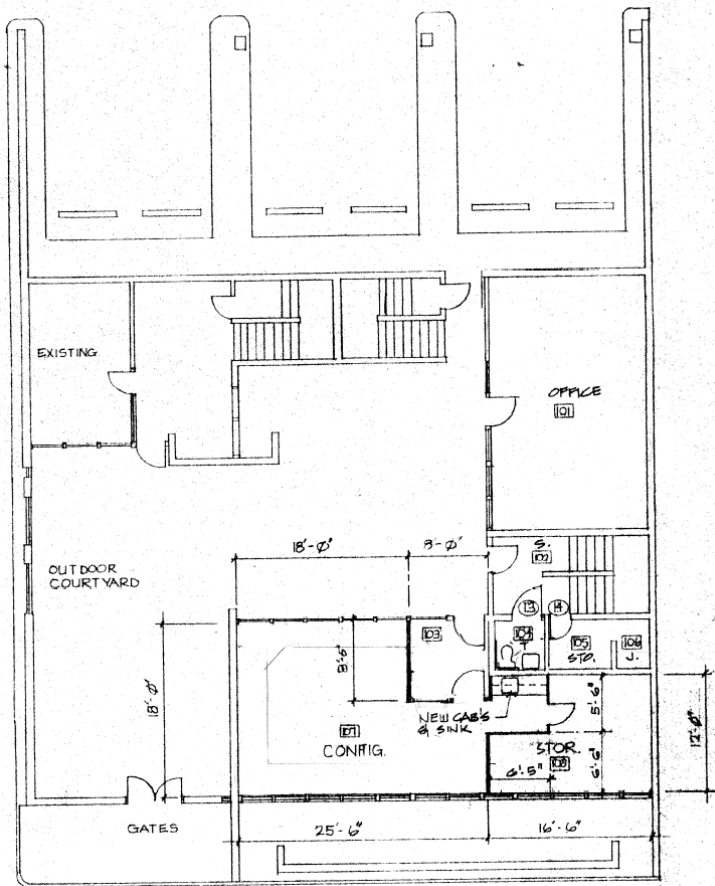 EXISTING
OFFICE
101
S.
102
18'-0"
8'-0"
OUTDOOR
COURTYARD
13
14
103
104
T
105
STO.
106
J.
8'-6"
18'-0"
NEW CAB'S
& SINK
5'-6"
12'-0"
107
CONFIG.
STOR.
108
6'-5"
6'-6"
GATES
25'-6"
16'-6"